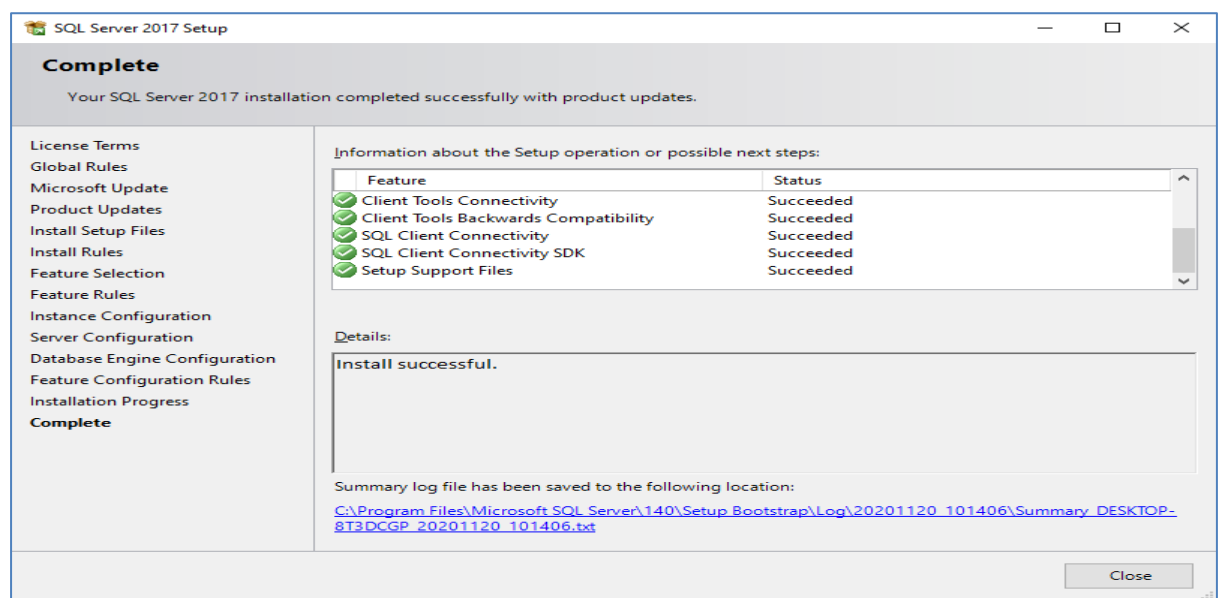 SQL Server 2017 Setup
Complete
Your SQL Server 2017 installation completed successfully with product updates.
License Terms
Global Rules
Microsoft Update
Product Updates
Install Setup Files
Install Rules
Feature Selection
Feature Rules
Instance Configuration
Server Configuration
Database Engine Configuration
Feature Configuration Rules
Installation Progress
Complete
Information about the Setup operation or possible next steps:
Feature Status
Client Tools Connectivity Succeeded
Client Tools Backwards Compatibility Succeeded
SQL Client Connectivity Succeeded
SQL Client Connectivity SDK Succeeded
Setup Support Files Succeeded
Details:
Install successful.
Summary log file has been saved to the following location:
C:\Program Files\Microsoft SQL Server\140\Setup Bootstrap\Log\20201120_101406\Summary_DESKTOP-
8T3DCGP_20201120_101406.txt
Close